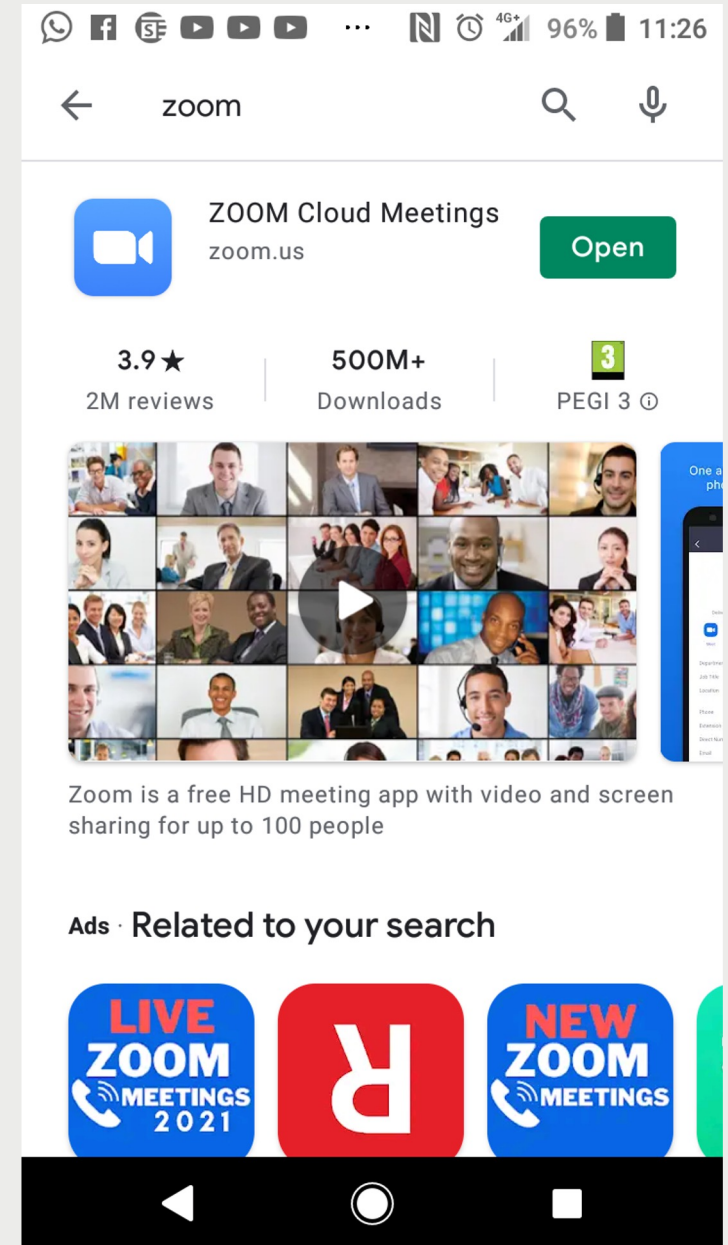 4G+ 96% 11:26
zoom
ZOOM Cloud Meetings
zoom.us
Open
3.9★
500M+
3
2M reviews
Downloads
PEGI 3
One a
pho
Zoom is a free HD meeting app with video and screen
sharing for up to 100 people
Ads · Related to your search
LIVE
ZOOM
MEETINGS
2021
R
NEW
ZOOM
MEETINGS